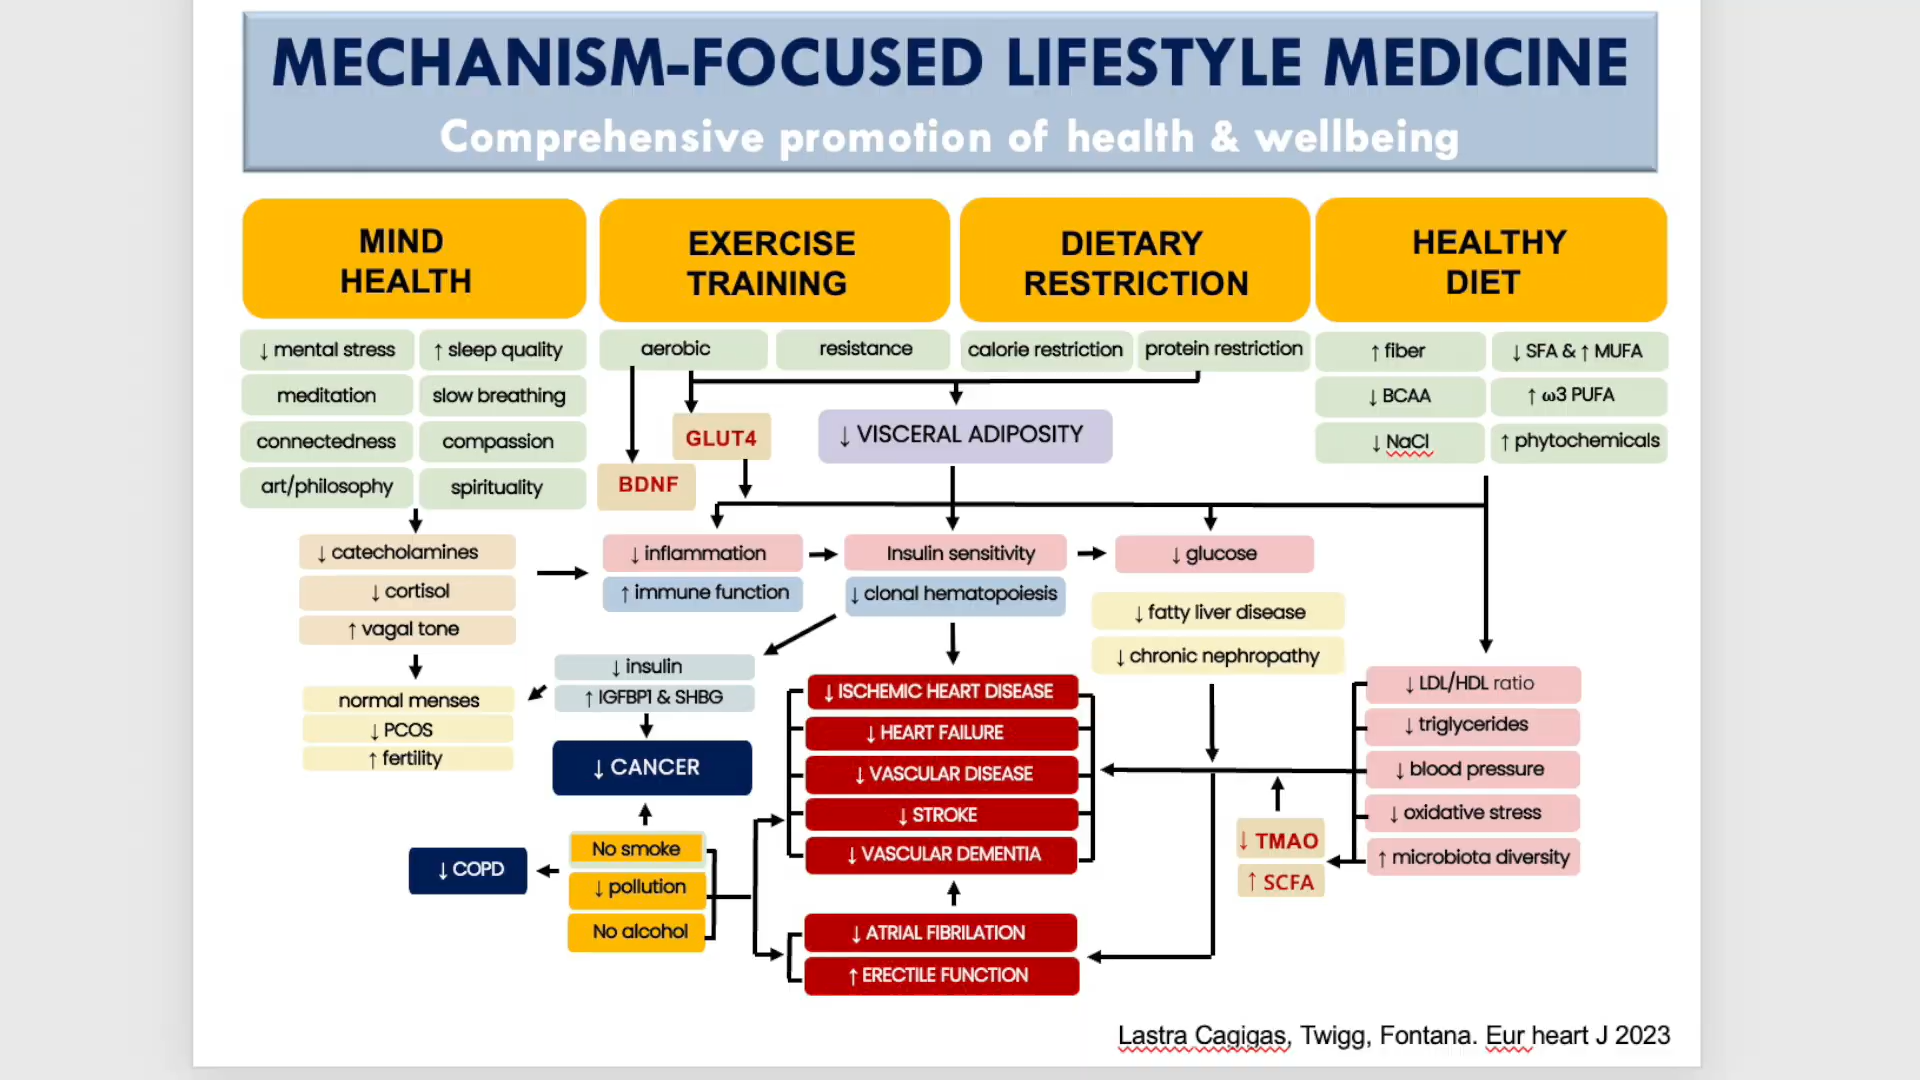 MECHANISM-FOCUSED LIFESTYLE MEDICINE
Comprehensive promotion of health & wellbeing
MIND
HEALTH
EXERCISE
TRAINING
DIETARY
RESTRICTION
HEALTHY
DIET
↓ mental stress
↑ sleep quality
meditation
slow breathing
connectedness
compassion
art/philosophy
spirituality
aerobic
resistance
calorie restriction
protein restriction
↑ fiber
↓ SFA & ↑ MUFA
↓ BCAA
↑ ω3 PUFA
↓ NaCl
↑ phytochemicals
GLUT4
BDNF
↓ VISCERAL ADIPOSITY
↓ catecholamines
↓ cortisol
↑ vagal tone
↓ inflammation
↑ immune function
Insulin sensitivity
↓ clonal hematopoiesis
↓ glucose
↓ fatty liver disease
↓ chronic nephropathy
normal menses
↓ PCOS
↑ fertility
↓ insulin
↑ IGFBP1 & SHBG
↓ CANCER
↓ ISCHEMIC HEART DISEASE
↓ HEART FAILURE
↓ VASCULAR DISEASE
↓ STROKE
↓ VASCULAR DEMENTIA
↓ LDL/HDL ratio
↓ triglycerides
↓ blood pressure
↓ oxidative stress
↑ microbiota diversity
↓ TMAO
↑ SCFA
↓ COPD
No smoke
↓ pollution
No alcohol
↓ ATRIAL FIBRILATION
↑ ERECTILE FUNCTION
Lastra Cagigas, Twigg, Fontana. Eur heart J 2023